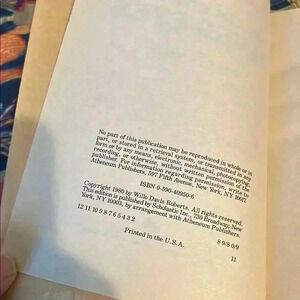 No part of this publication may be reproduced in whole or in
part, or stored in a retrieval system, or transmitted in any
form or by any means, electronic, mechanical, photocopying,
recording, or otherwise, without written permission of the
publisher. For information regarding permission, write to
Atheneum Publishers, 597 Fifth Avenue, New York, NY 10017.
ISBN 0-590-40950-6
Copyright 1980 by Willo Davis Roberts. All rights reserved.
This edition is published by Scholastic Inc., 730 Broadway, New
York, NY 10003, by arrangement with Atheneum Publishers.
12 11 10 9 8 7 6 5 4 3 2 8 9/8 0/9
11
Printed in the U.S.A.